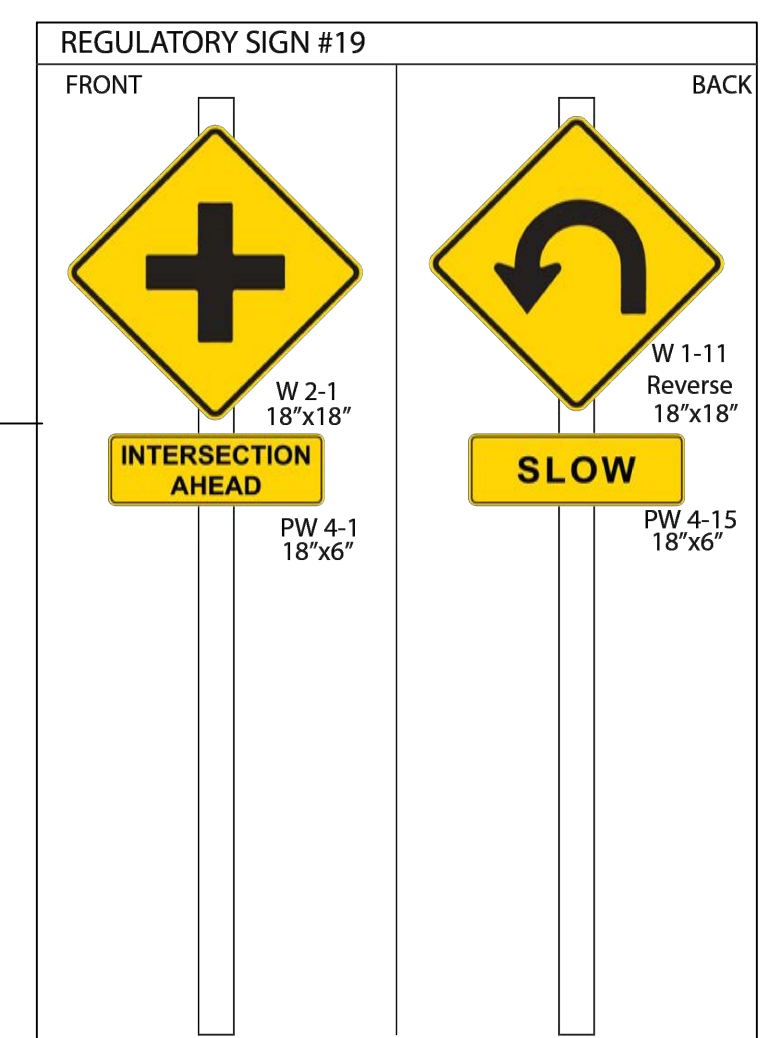 REGULATORY SIGN #19
FRONT
W 2-1
18”x18”
INTERSECTION
AHEAD
PW 4-1
18”x6”
BACK
W 1-11
Reverse
18”x18”
SLOW
PW 4-15
18”x6”